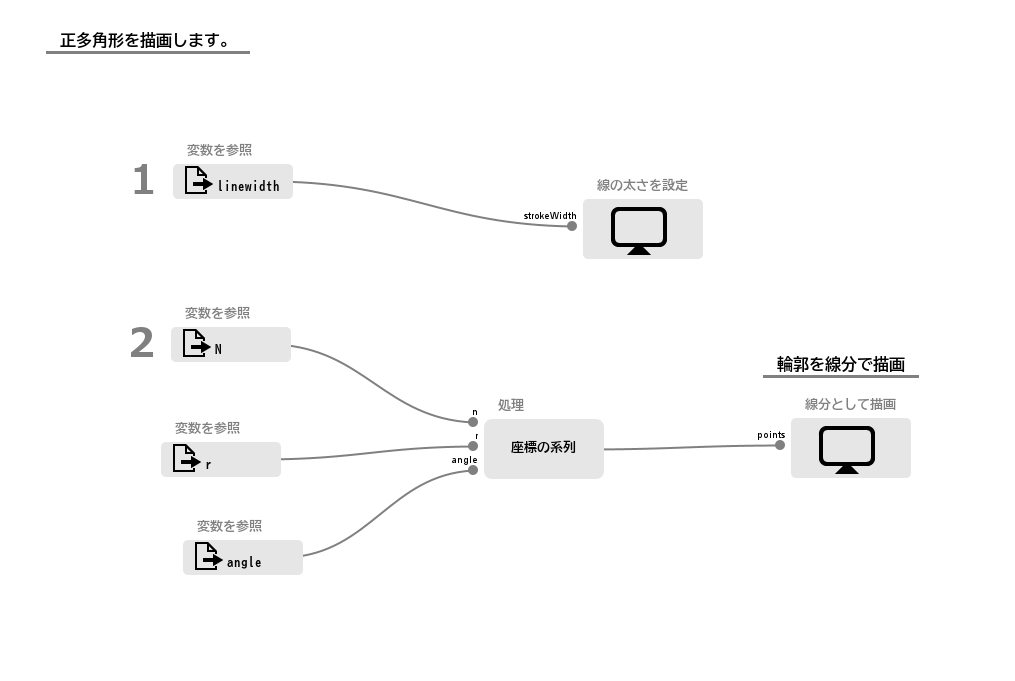 正多角形を描画します。
変数を参照
1
linewidth
線の太さを設定
strokeWidth
変数を参照
2
N
輪郭を線分で描画
線分として描画
n
処理
変数を参照
r
座標の系列
points
r
angle
変数を参照
angle